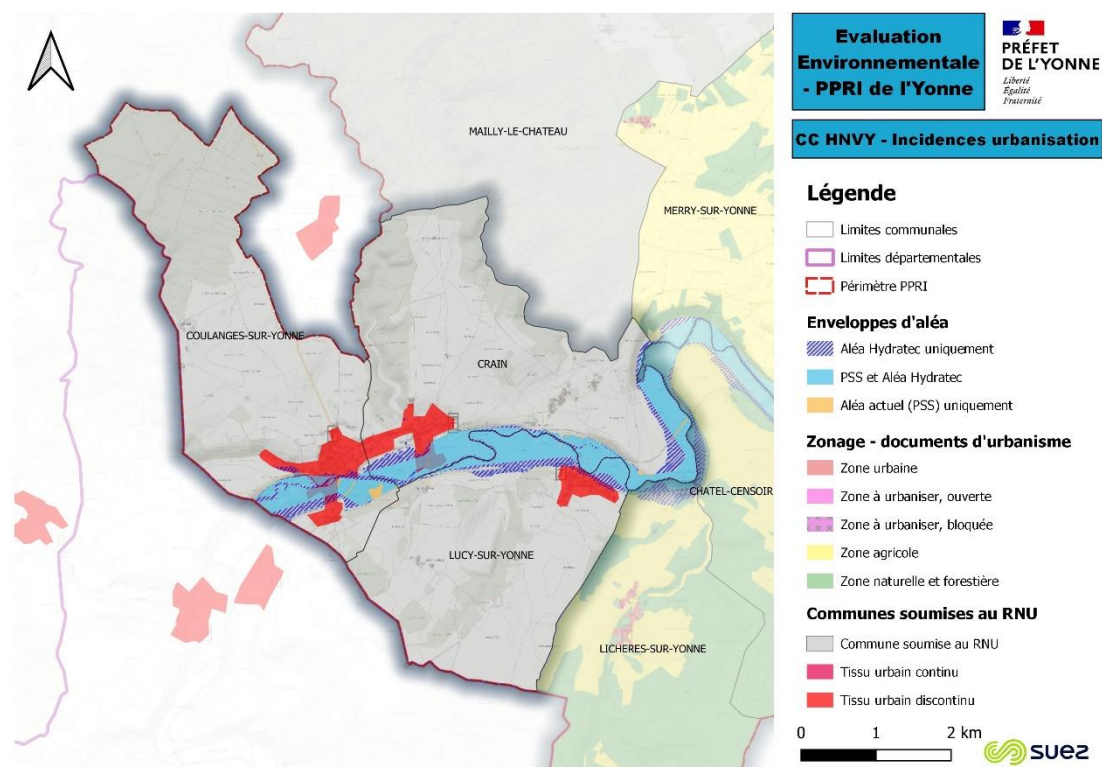 Evaluation
Environnementale
- PPRI de l'Yonne
PRÉFET
DE L'YONNE
Liberté
Égalité
Fraternité
CC HNVY - Incidences urbanisation
MAILLY-LE-CHATEAU
MERRY-SUR-YONNE
COULANGES-SUR-YONNE
CRAIN
CHATEL-CENSOIR
LUCY-SUR-YONNE
LICHERES-SUR-YONNE
Légende
Limites communales
Limites départementales
Périmètre PPRI
Enveloppes d'aléa
Aléa Hydratec uniquement
PSS et Aléa Hydratec
Aléa actuel (PSS) uniquement
Zonage - documents d'urbanisme
Zone urbaine
Zone à urbaniser, ouverte
Zone à urbaniser, bloquée
Zone agricole
Zone naturelle et forestière
Communes soumises au RNU
Commune soumise au RNU
Tissu urbain continu
Tissu urbain discontinu
0 1 2 km
suez